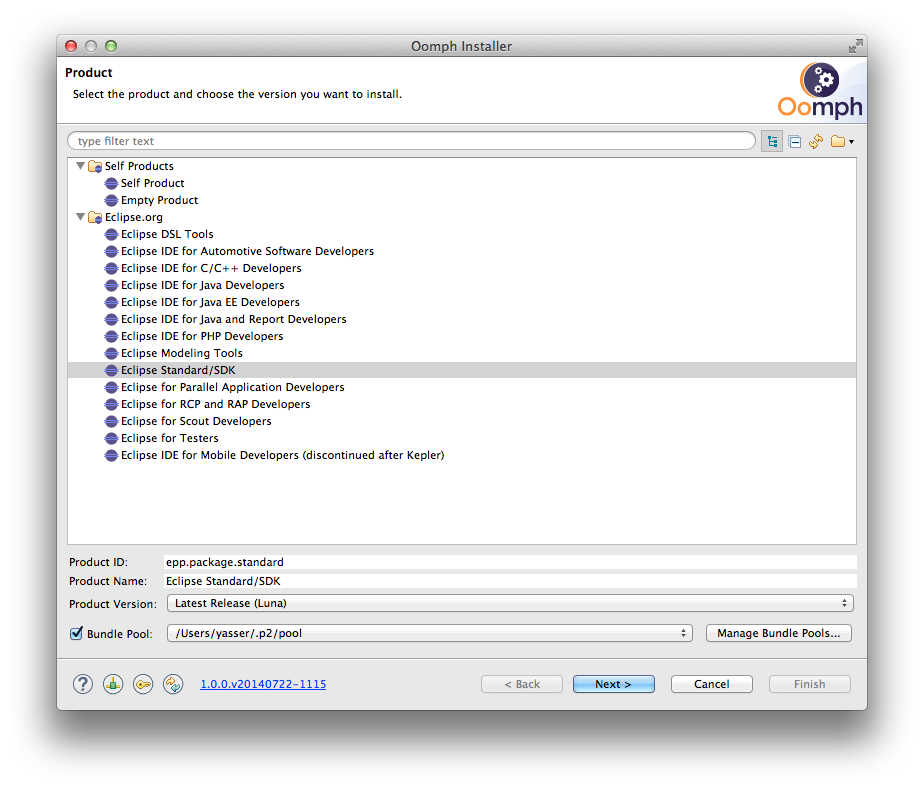 Oomph Installer
Product
Select the product and choose the version you want to install.
Oomph
type filter text
Self Products
Self Product
Empty Product
Eclipse.org
Eclipse DSL Tools
Eclipse IDE for Automotive Software Developers
Eclipse IDE for C/C++ Developers
Eclipse IDE for Java Developers
Eclipse IDE for Java EE Developers
Eclipse IDE for Java and Report Developers
Eclipse IDE for PHP Developers
Eclipse Modeling Tools
Eclipse Standard/SDK
Eclipse for Parallel Application Developers
Eclipse for RCP and RAP Developers
Eclipse for Scout Developers
Eclipse for Testers
Eclipse IDE for Mobile Developers (discontinued after Kepler)
Product ID: epp.package.standard
Product Name: Eclipse Standard/SDK
Product Version: Latest Release (Luna)
Bundle Pool: /Users/yasser/.p2/pool Manage Bundle Pools...
? 1.0.0.v20140722-1115 < Back Next > Cancel Finish